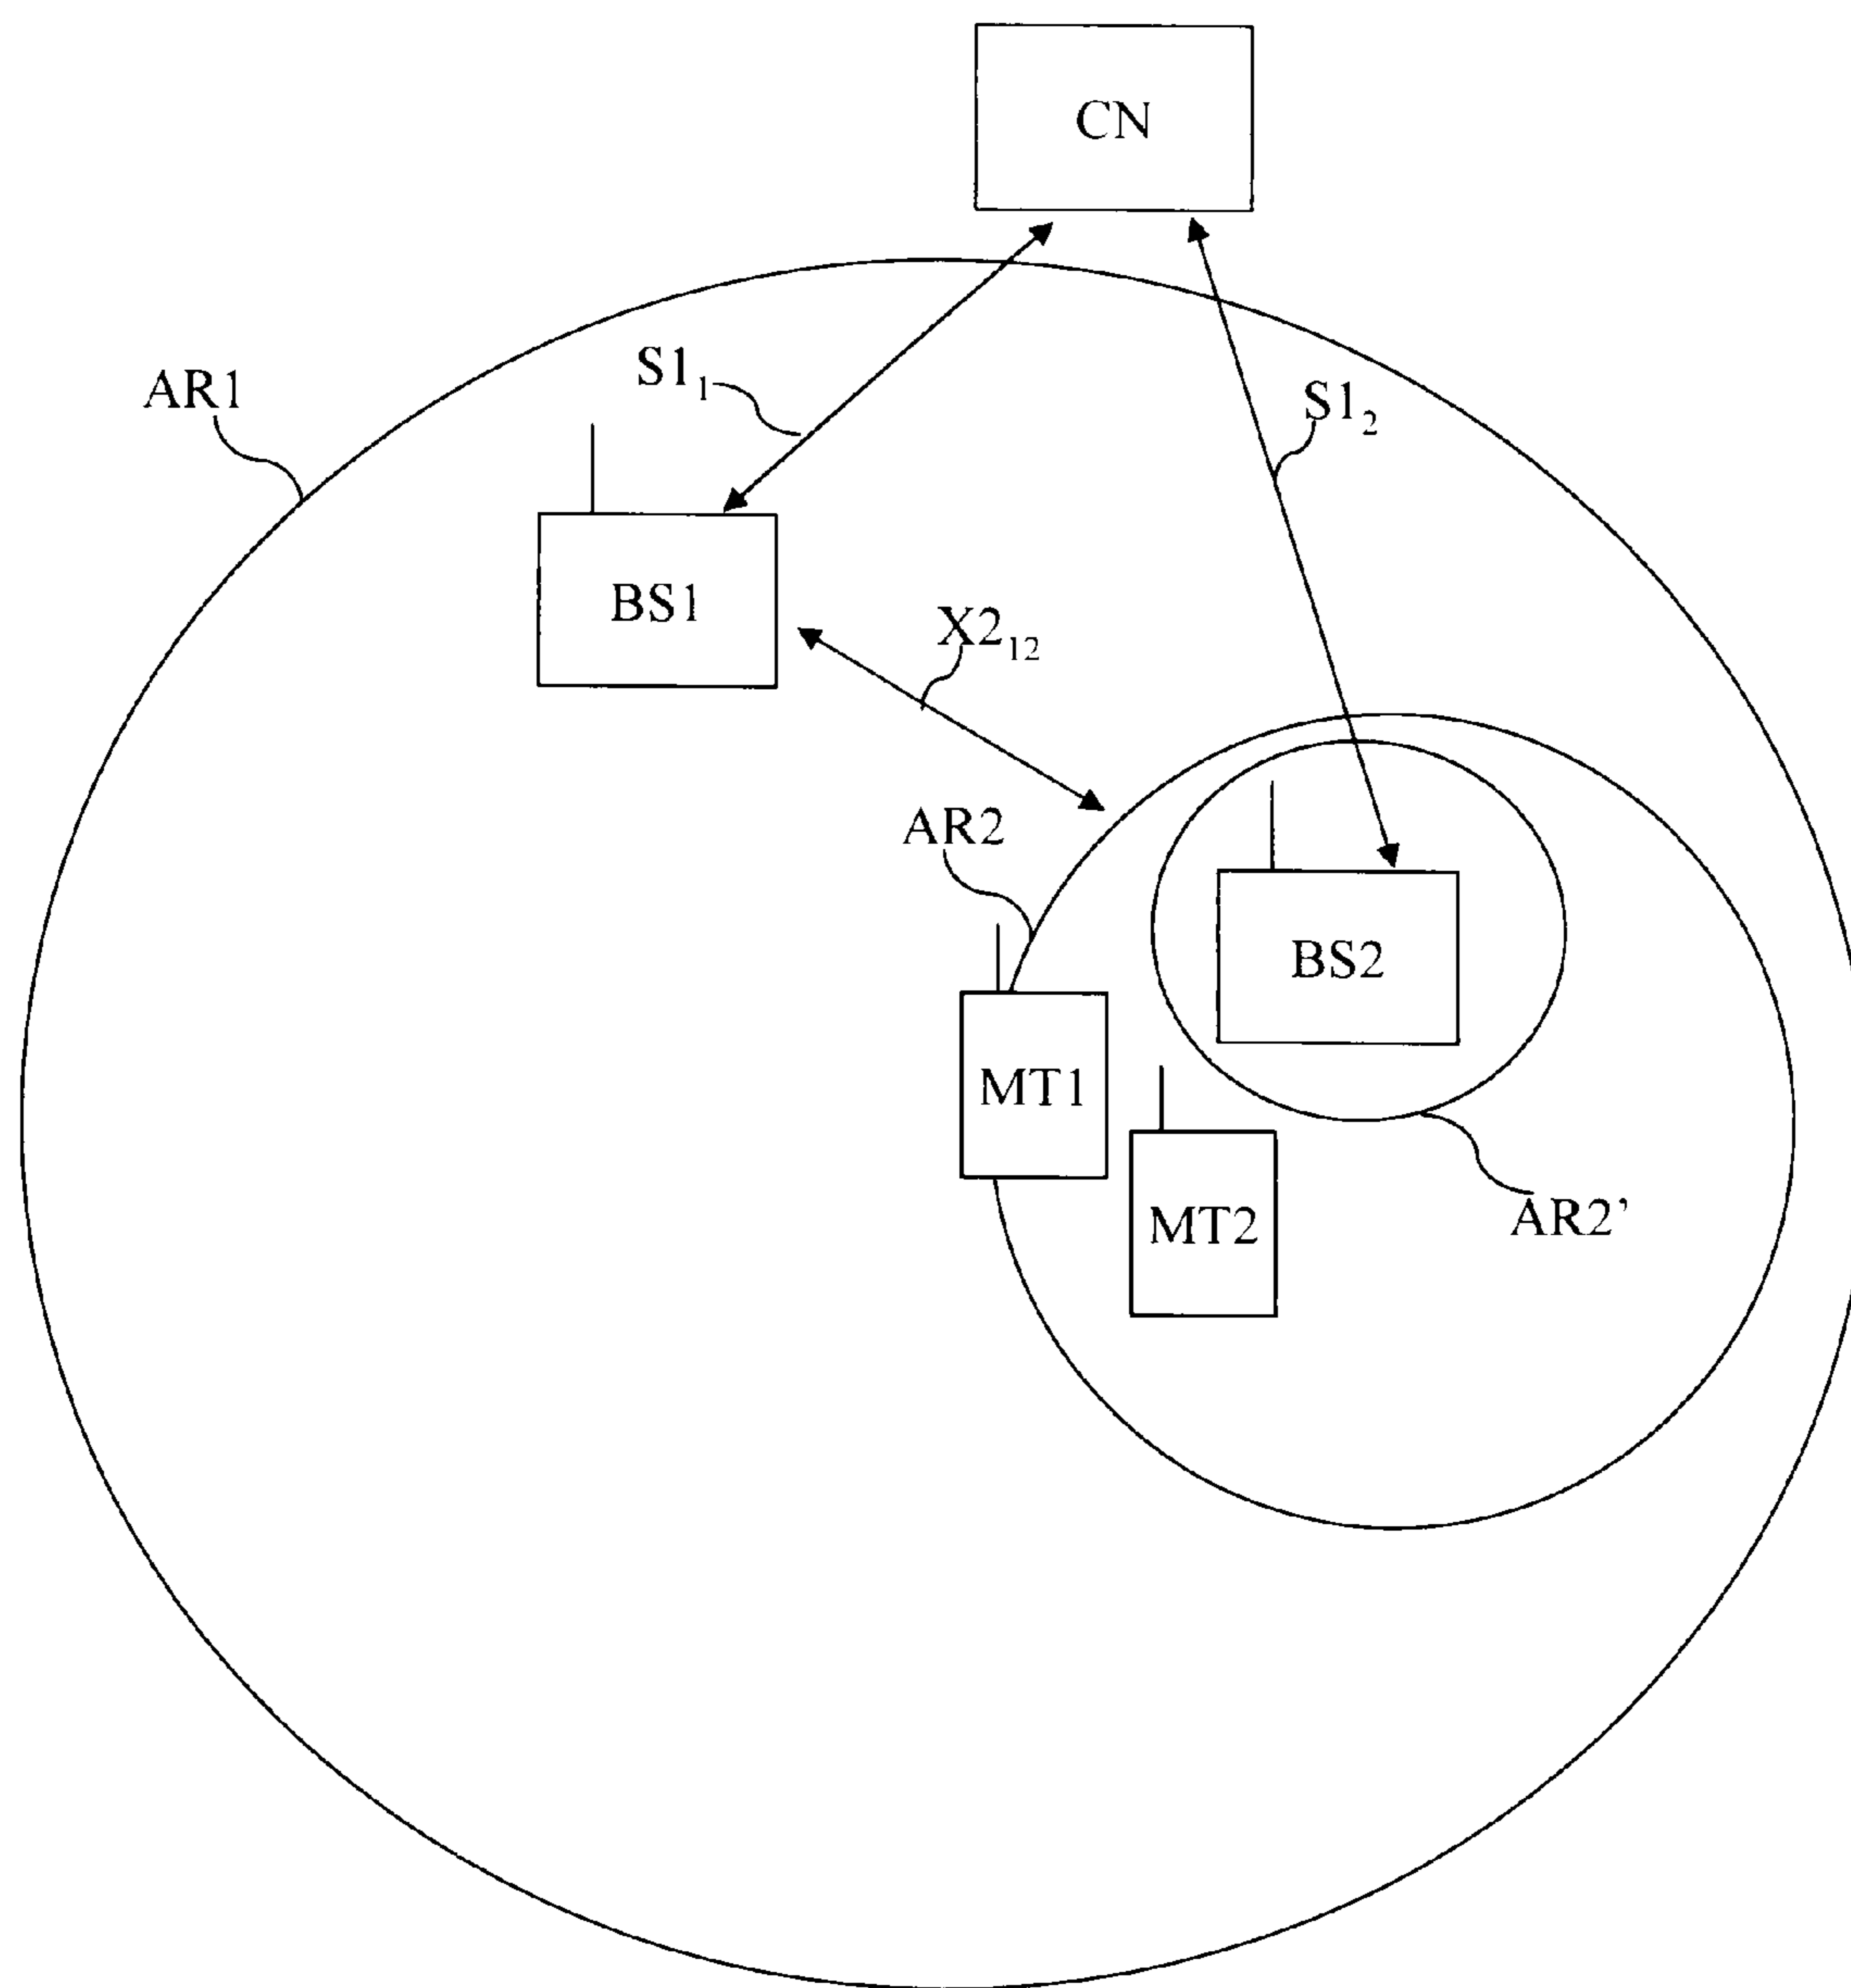 CN
S1₁
AR1
S1₂
BS1
X2₁₂
AR2
BS2
MT1
MT2
AR2’